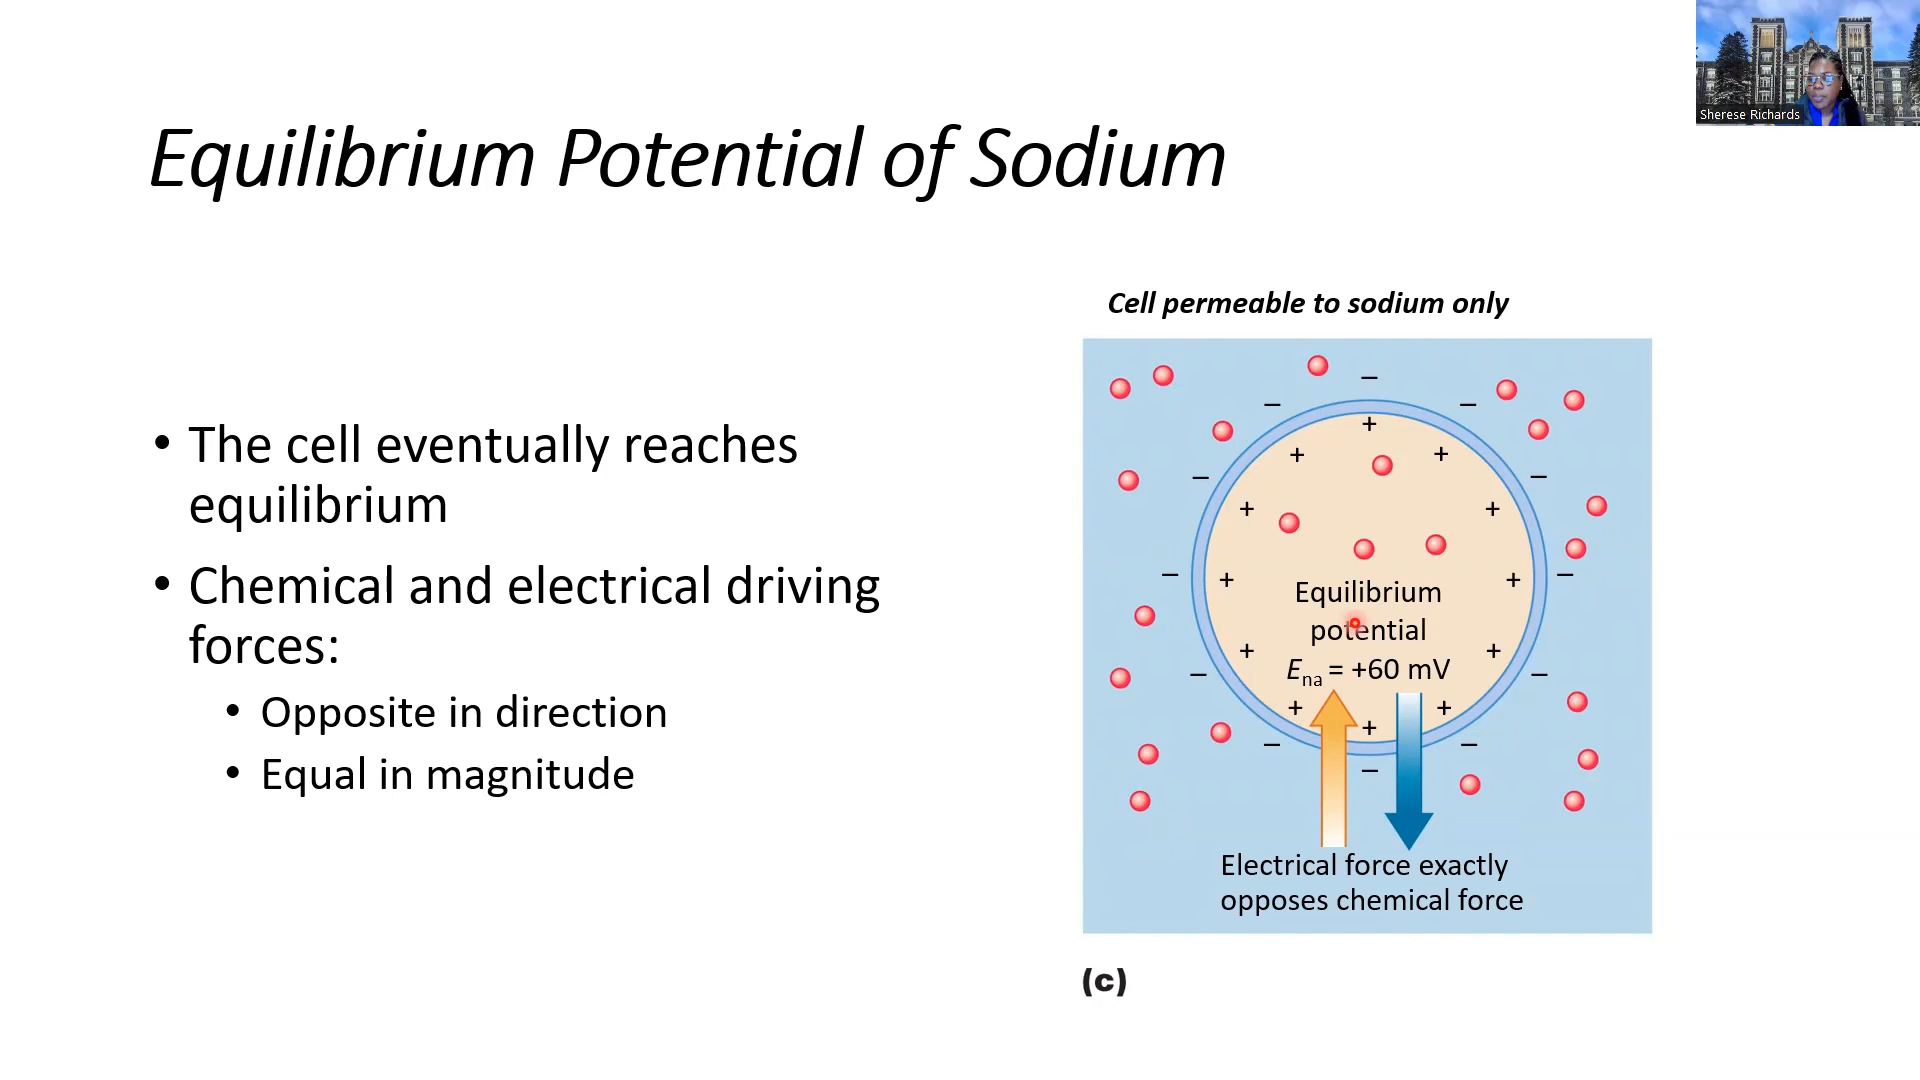 Sherese Richards
Equilibrium Potential of Sodium
Cell permeable to sodium only
• The cell eventually reaches
equilibrium
• Chemical and electrical driving
forces:
• Opposite in direction
• Equal in magnitude
− − −
+ + +
− −
+ +
− + + −
Equilibrium
potential
+ +
Ena = +60 mV
− −
+ + +
− − −
Electrical force exactly
opposes chemical force
(c)